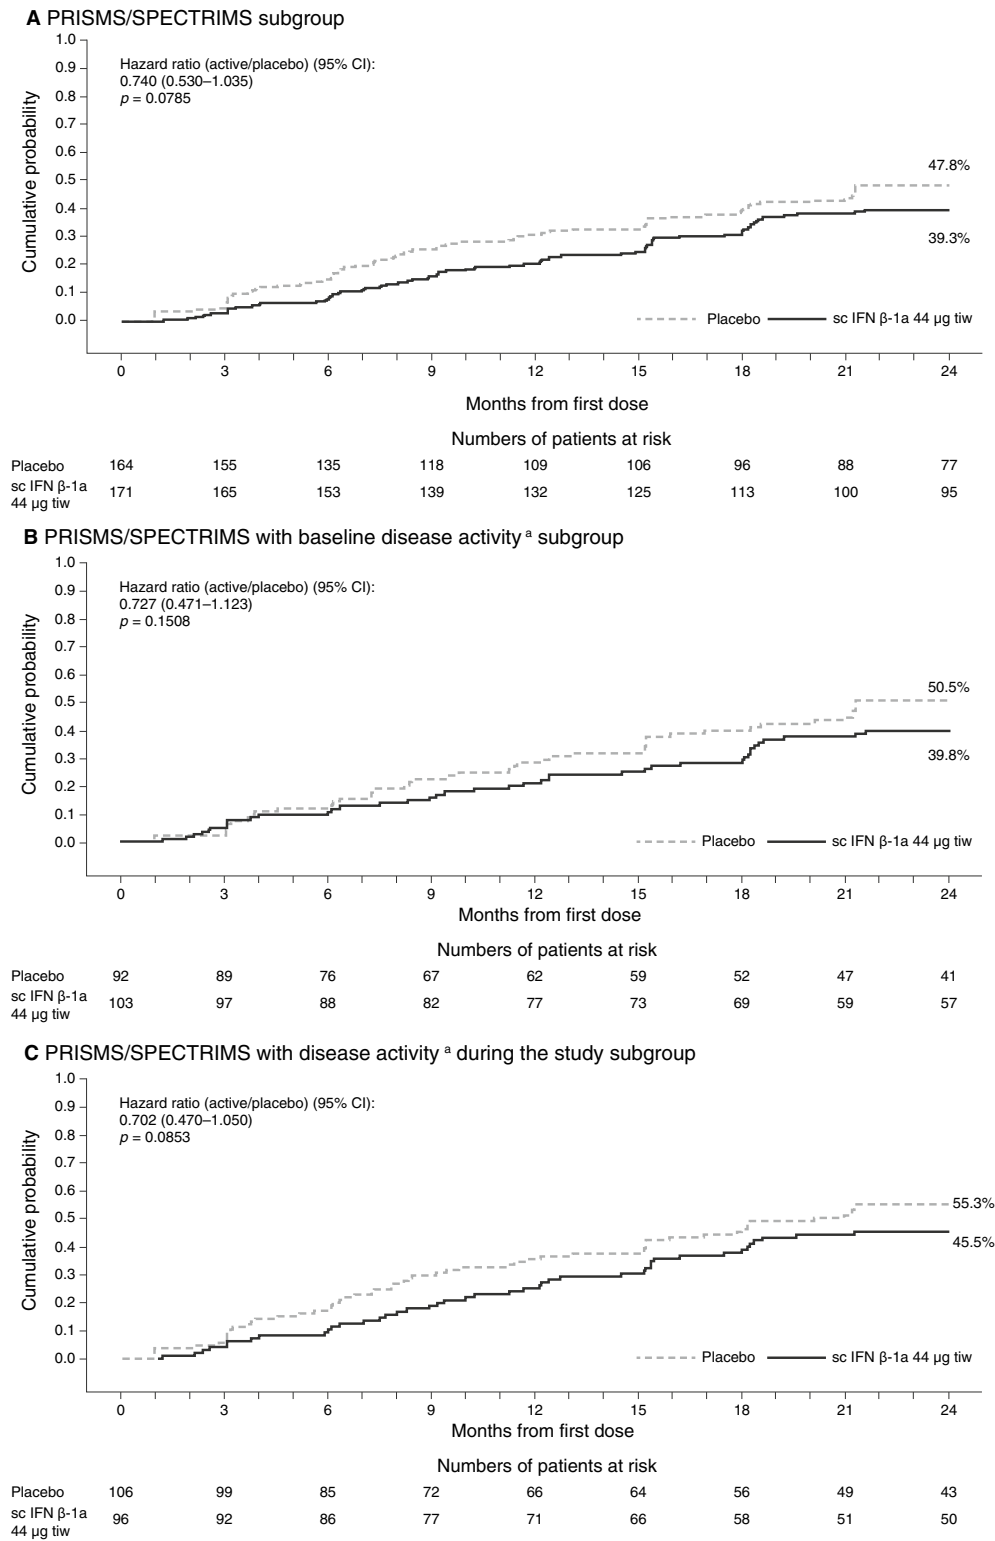 A PRISMS/SPECTRIMS subgroup
1.0
0.9
0.8
0.7
0.6
0.5
0.4
0.3
0.2
0.1
0.0
Cumulative probability
Hazard ratio (active/placebo) (95% CI):
0.740 (0.530–1.035)
p = 0.0785
47.8%
39.3%
Placebo
sc IFN β-1a 44 µg tiw
0 3 6 9 12 15 18 21 24
Months from first dose
Numbers of patients at risk
Placebo 164 155 135 118 109 106 96 88 77
sc IFN β-1a
44 µg tiw
171 165 153 139 132 125 113 100 95
B PRISMS/SPECTRIMS with baseline disease activity a subgroup
1.0
0.9
0.8
0.7
0.6
0.5
0.4
0.3
0.2
0.1
0.0
Cumulative probability
Hazard ratio (active/placebo) (95% CI):
0.727 (0.471–1.123)
p = 0.1508
50.5%
39.8%
Placebo
sc IFN β-1a 44 µg tiw
0 3 6 9 12 15 18 21 24
Months from first dose
Numbers of patients at risk
Placebo 92 89 76 67 62 59 52 47 41
sc IFN β-1a
44 µg tiw
103 97 88 82 77 73 69 59 57
C PRISMS/SPECTRIMS with disease activity a during the study subgroup
1.0
0.9
0.8
0.7
0.6
0.5
0.4
0.3
0.2
0.1
0.0
Cumulative probability
Hazard ratio (active/placebo) (95% CI):
0.702 (0.470–1.050)
p = 0.0853
55.3%
45.5%
Placebo
sc IFN β-1a 44 µg tiw
0 3 6 9 12 15 18 21 24
Months from first dose
Numbers of patients at risk
Placebo 106 99 85 72 66 64 56 49 43
sc IFN β-1a
44 µg tiw
96 92 86 77 71 66 58 51 50